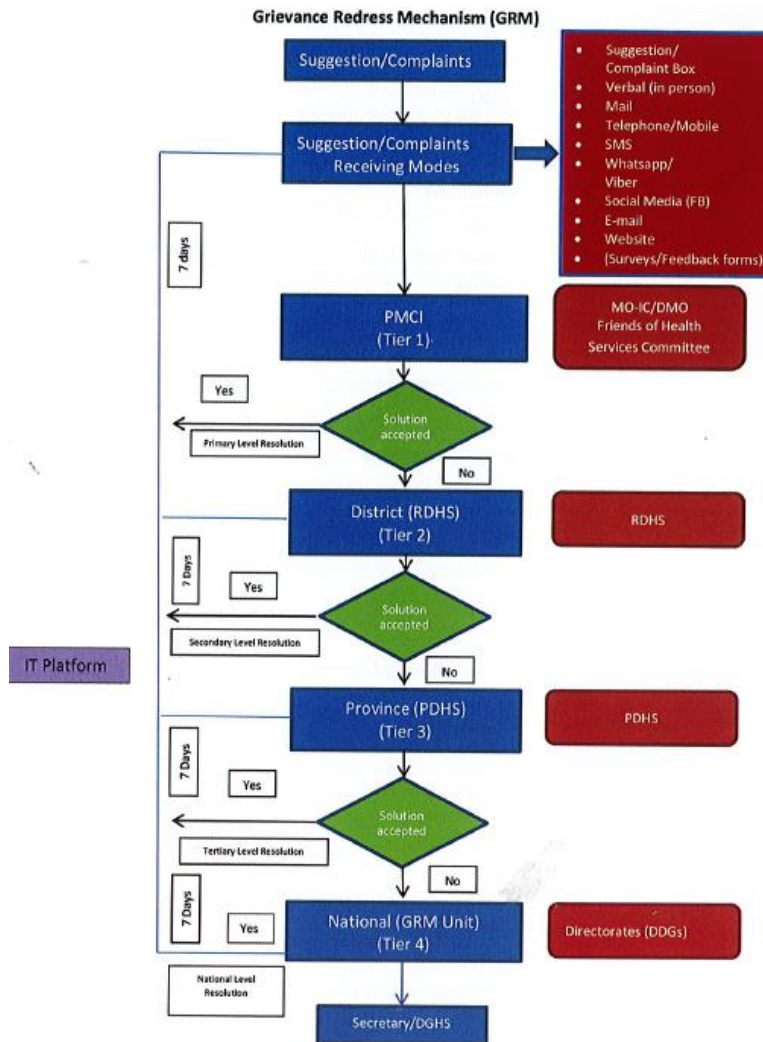 Grievance Redress Mechanism (GRM)
Suggestion/Complaints
Suggestion/Complaints
Receiving Modes
• Suggestion/
Complaint Box
• Verbal (in person)
• Mail
• Telephone/Mobile
• SMS
• Whatsapp/
Viber
• Social Media (FB)
• E-mail
• Website
• (Surveys/Feedback forms)
7 days
PMCI
(Tier 1)
MO-IC/DMO
Friends of Health
Services Committee
Yes
Solution
accepted
Primary Level Resolution
No
District (RDHS)
(Tier 2)
RDHS
7 Days
Yes
Solution
accepted
Secondary Level Resolution
No
IT Platform
Province (PDHS)
(Tier 3)
PDHS
7 Days
Yes
Solution
accepted
Tertiary Level Resolution
No
7 Days
Yes
National (GRM Unit)
(Tier 4)
Directorates (DDGs)
National Level
Resolution
Secretary/DGHS